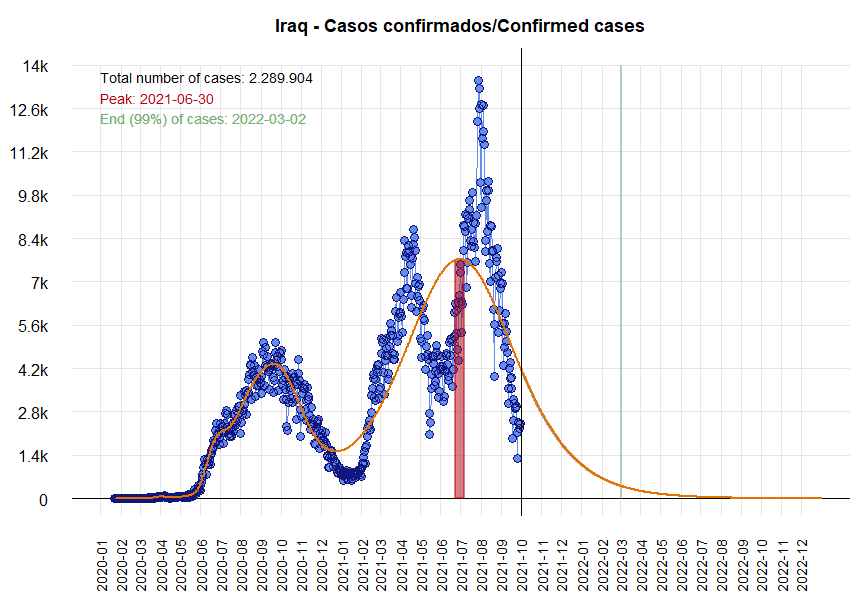 Iraq - Casos confirmados/Confirmed cases
Total number of cases: 2.289.904
Peak: 2021-06-30
End (99%) of cases: 2022-03-02
14k
12.6k
11.2k
9.8k
8.4k
7k
5.6k
4.2k
2.8k
1.4k
0
2020-01
2020-02
2020-03
2020-04
2020-05
2020-06
2020-07
2020-08
2020-09
2020-10
2020-11
2020-12
2021-01
2021-02
2021-03
2021-04
2021-05
2021-06
2021-07
2021-08
2021-09
2021-10
2021-11
2021-12
2022-01
2022-02
2022-03
2022-04
2022-05
2022-06
2022-07
2022-08
2022-09
2022-10
2022-11
2022-12